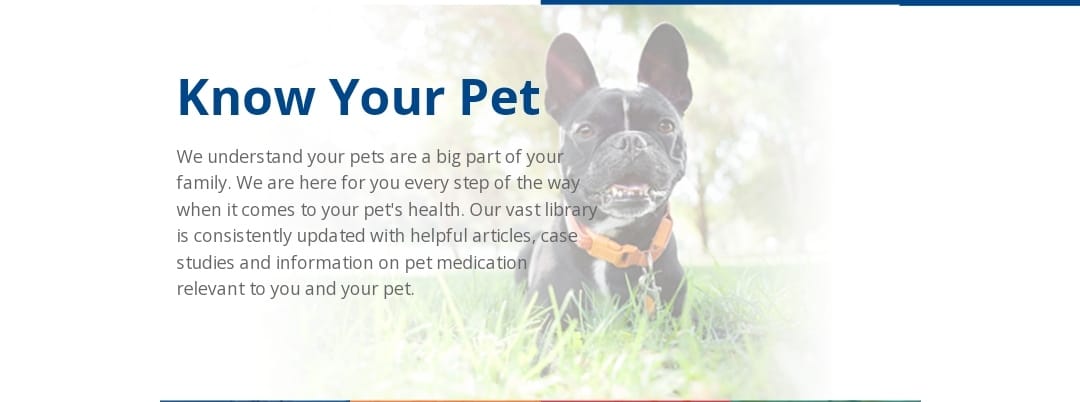 Know Your Pet
We understand your pets are a big part of your
family. We are here for you every step of the way
when it comes to your pet's health. Our vast library
is consistently updated with helpful articles, case
studies and information on pet medication
relevant to you and your pet.